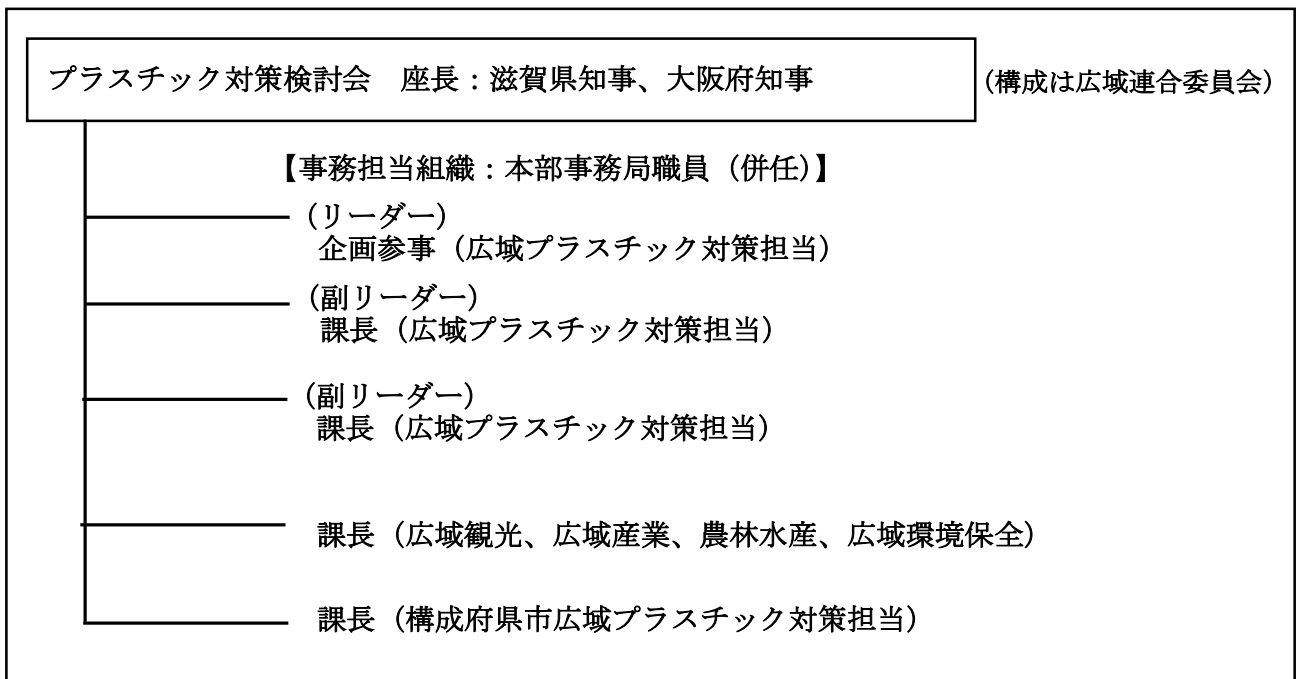 プラスチック対策検討会　座長：滋賀県知事、大阪府知事
（構成は広域連合委員会）
【事務担当組織：本部事務局職員（併任）】
（リーダー）
企画参事（広域プラスチック対策担当）
（副リーダー）
課長（広域プラスチック対策担当）
（副リーダー）
課長（広域プラスチック対策担当）
課長（広域観光、広域産業、農林水産、広域環境保全）
課長（構成府県市広域プラスチック対策担当）